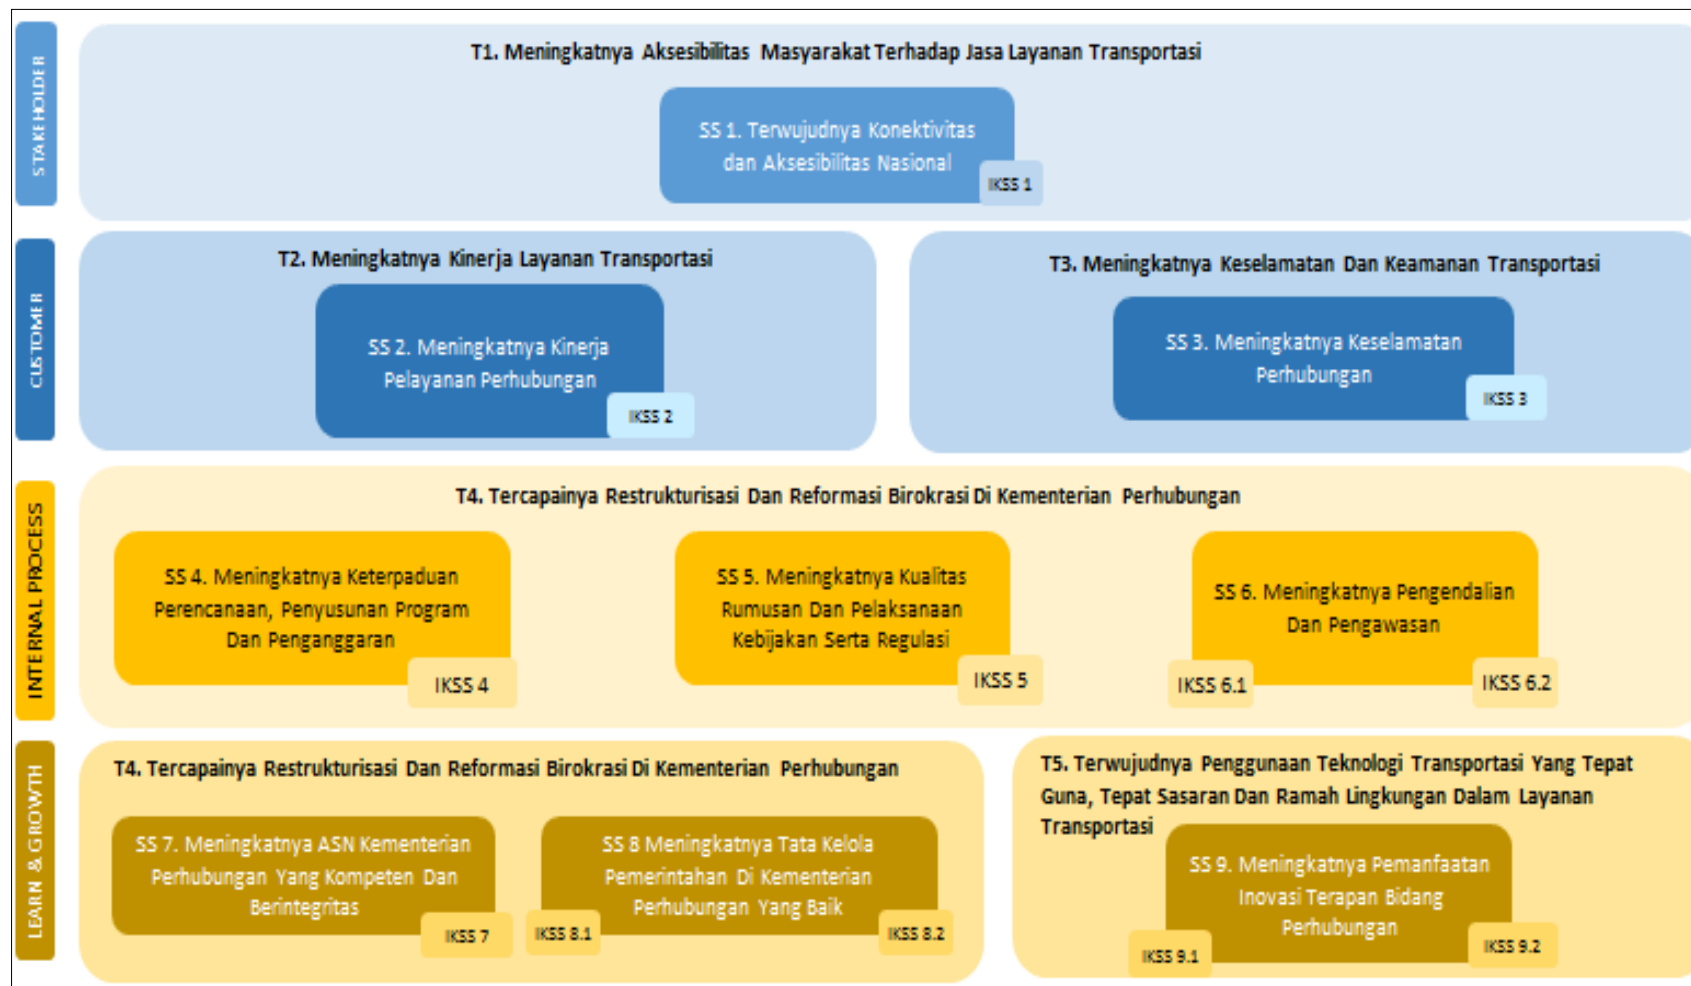 STAKEHOLDER
T1. Meningkatnya Aksesibilitas Masyarakat Terhadap Jasa Layanan Transportasi
SS 1. Terwujudnya Konektivitas
dan Aksesibilitas Nasional
IKSS 1
CUSTOMER
T2. Meningkatnya Kinerja Layanan Transportasi
SS 2. Meningkatnya Kinerja
Pelayanan Perhubungan
IKSS 2
T3. Meningkatnya Keselamatan Dan Keamanan Transportasi
SS 3. Meningkatnya Keselamatan
Perhubungan
IKSS 3
INTERNAL PROCESS
T4. Tercapainya Restrukturisasi Dan Reformasi Birokrasi Di Kementerian Perhubungan
SS 4. Meningkatnya Keterpaduan
Perencanaan, Penyusunan Program
Dan Penganggaran
IKSS 4
SS 5. Meningkatnya Kualitas
Rumusan Dan Pelaksanaan
Kebijakan Serta Regulasi
IKSS 5
SS 6. Meningkatnya Pengendalian
Dan Pengawasan
IKSS 6.1
IKSS 6.2
LEARN & GROWTH
T4. Tercapainya Restrukturisasi Dan Reformasi Birokrasi Di Kementerian Perhubungan
SS 7. Meningkatnya ASN Kementerian
Perhubungan Yang Kompeten Dan
Berintegritas
IKSS 7
SS 8 Meningkatnya Tata Kelola
Pemerintahan Di Kementerian
Perhubungan Yang Baik
IKSS 8.1
IKSS 8.2
T5. Terwujudnya Penggunaan Teknologi Transportasi Yang Tepat
Guna, Tepat Sasaran Dan Ramah Lingkungan Dalam Layanan
Transportasi
SS 9. Meningkatnya Pemanfaatan
Inovasi Terapan Bidang
Perhubungan
IKSS 9.1
IKSS 9.2